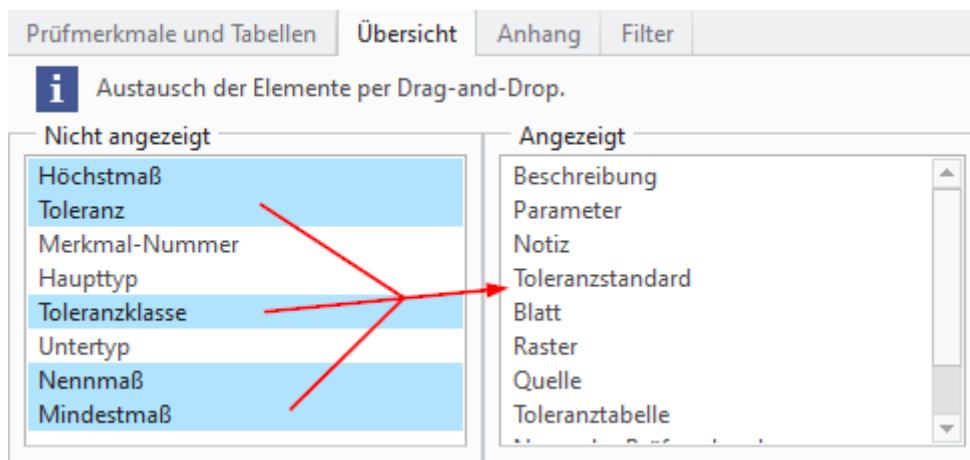 Prüfmerkmale und Tabellen
Übersicht
Anhang
Filter
i
Austausch der Elemente per Drag-and-Drop.
Nicht angezeigt
Höchstmaß
Toleranz
Merkmal-Nummer
Haupttyp
Toleranzklasse
Untertyp
Nennmaß
Mindestmaß
Angezeigt
Beschreibung
Parameter
Notiz
Toleranzstandard
Blatt
Raster
Quelle
Toleranztabelle